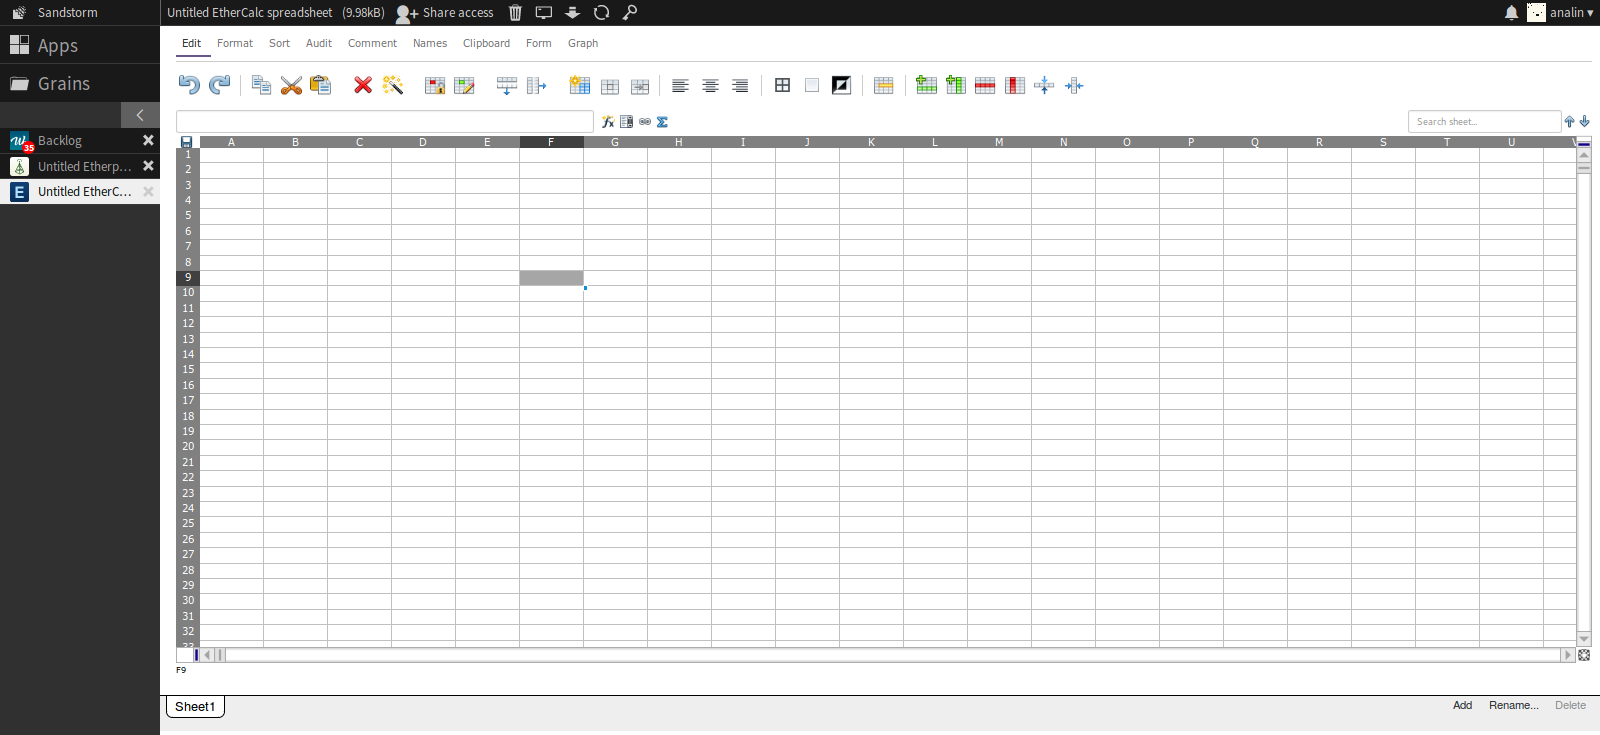 Sandstorm
Untitled EtherCalc spreadsheet (9.98kB) Share access
analin ▾
Apps
Grains
Backlog
35
Untitled Etherp...
Untitled EtherC...
Edit Format Sort Audit Comment Names Clipboard Form Graph
Search sheet...
A B C D E F G H I J K L M N O P Q R S T U
1
2
3
4
5
6
7
8
9
10
11
12
13
14
15
16
17
18
19
20
21
22
23
24
25
26
27
28
29
30
31
32
33
F9
Sheet1
Add Rename... Delete